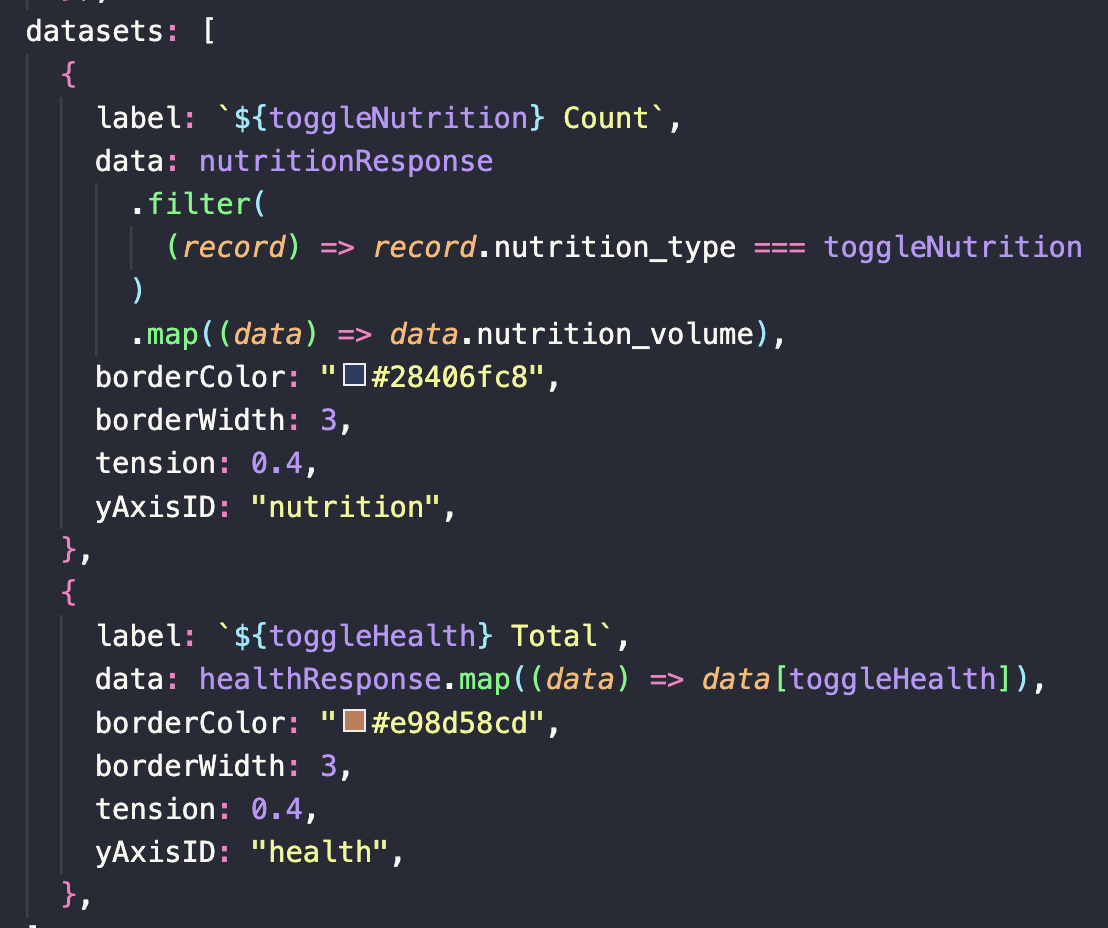 datasets: [
{
label: `${toggleNutrition} Count`,
data: nutritionResponse
.filter(
(record) => record.nutrition_type === toggleNutrition
)
.map((data) => data.nutrition_volume),
borderColor: "#28406fc8",
borderWidth: 3,
tension: 0.4,
yAxisID: "nutrition",
},
{
label: `${toggleHealth} Total`,
data: healthResponse.map((data) => data[toggleHealth]),
borderColor: "#e98d58cd",
borderWidth: 3,
tension: 0.4,
yAxisID: "health",
},